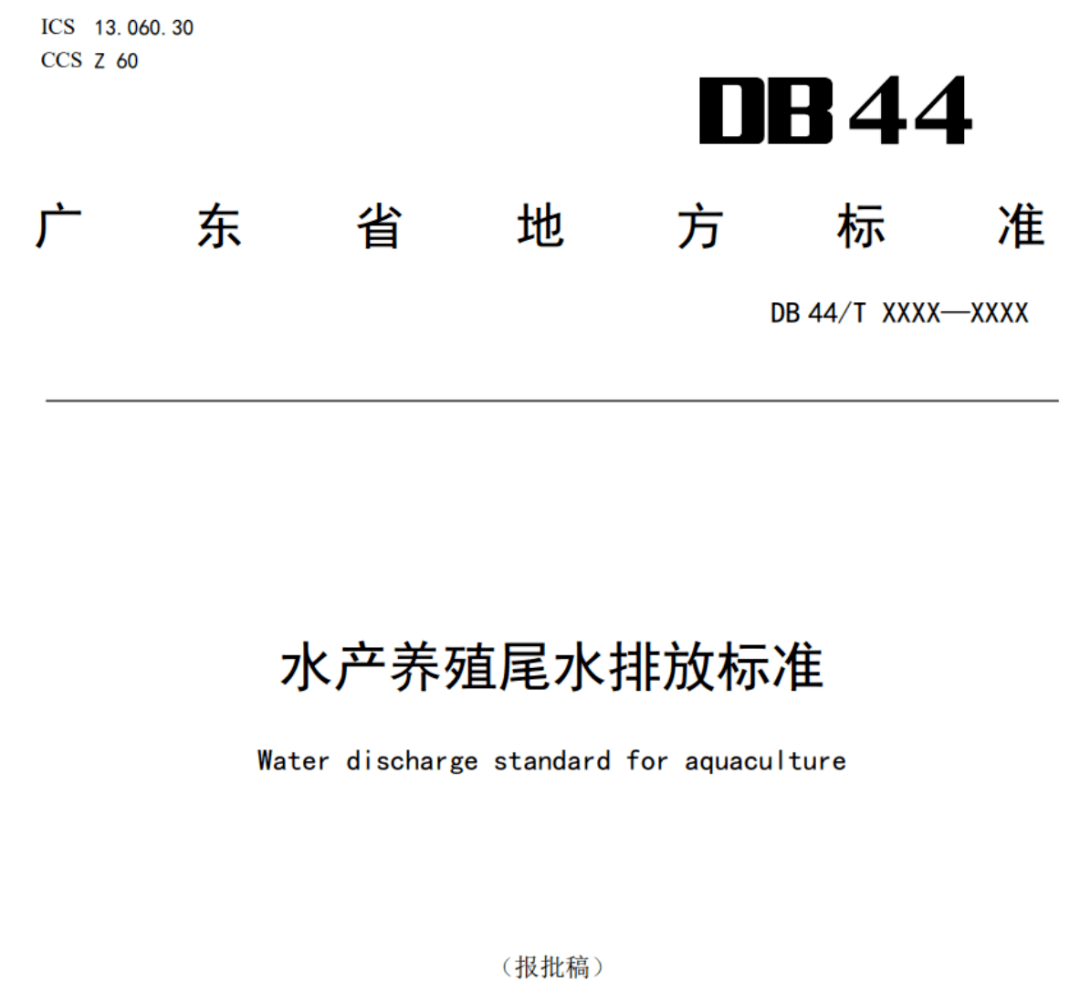 ICS 13.060.30
CCS Z 60
DB44
广东省地方标准
DB 44/T XXXX—XXXX
水产养殖尾水排放标准
Water discharge standard for aquaculture
（报批稿）